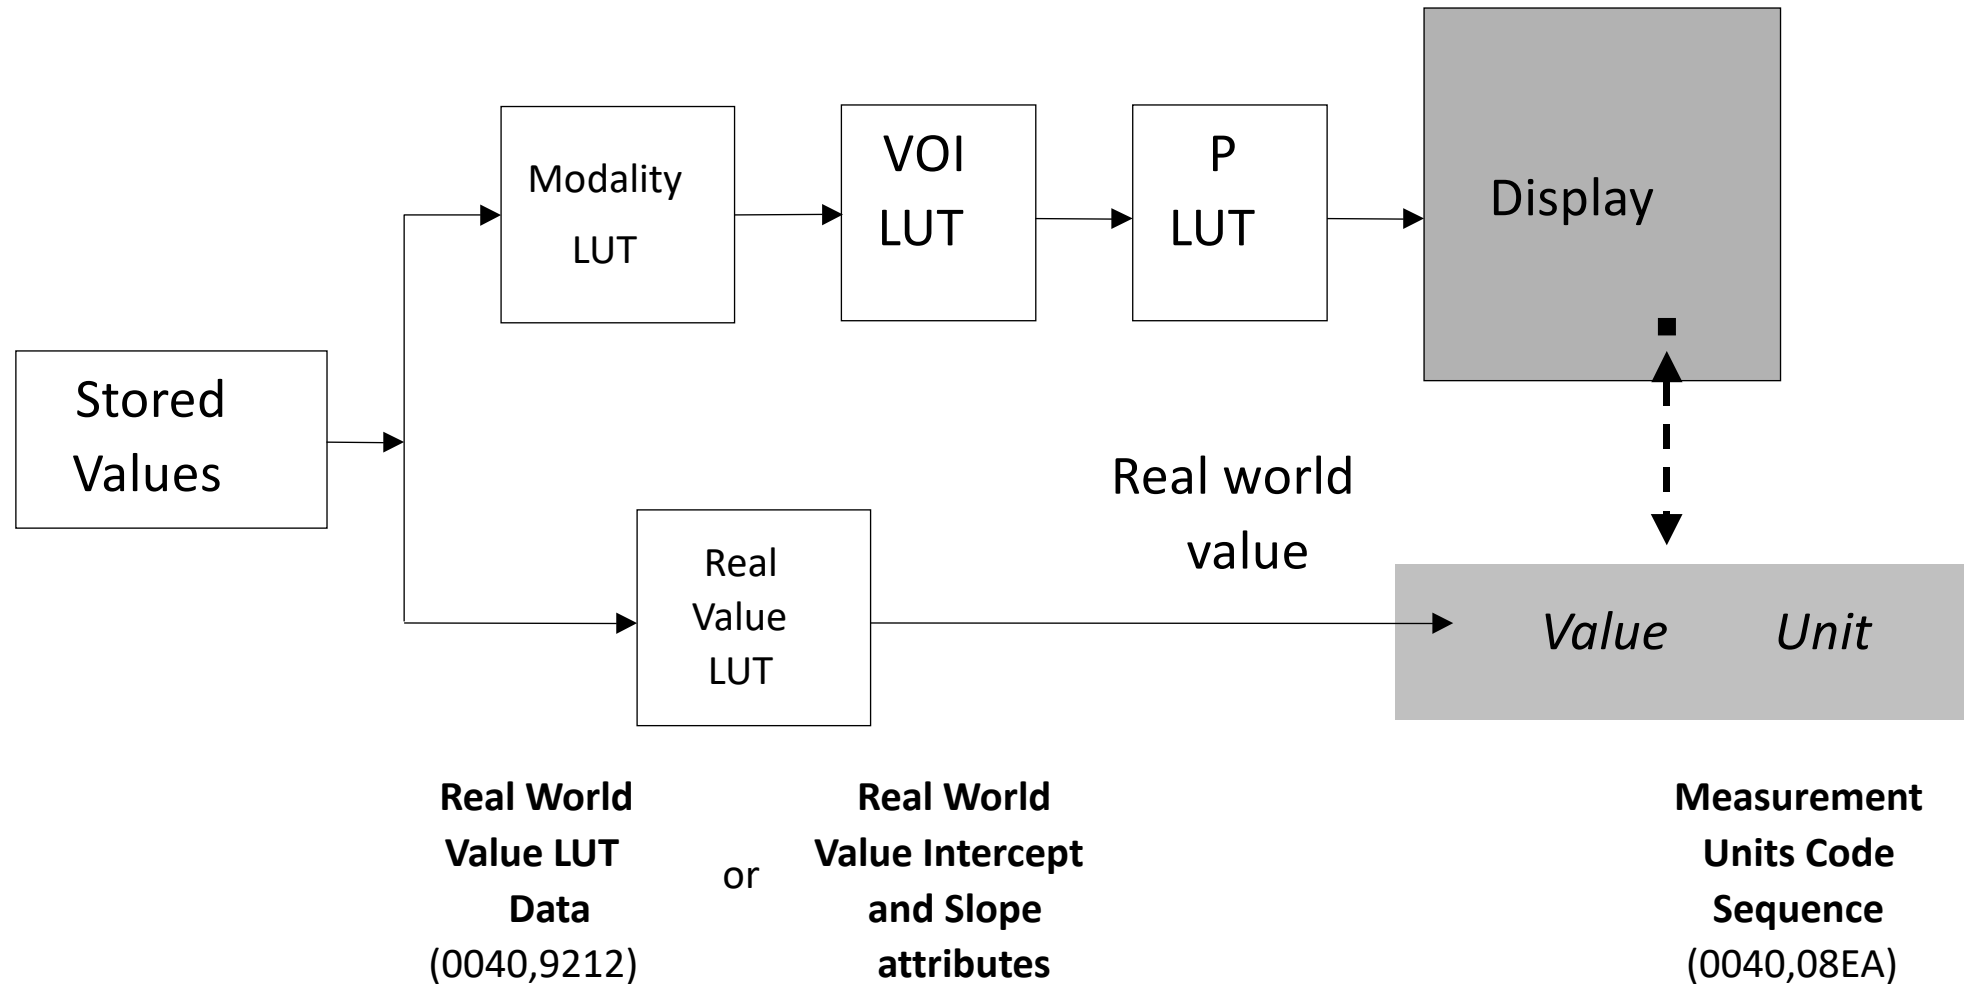 Modality
LUT
VOI
LUT
P
LUT
Display
Stored
Values
Real world
value
Real
Value
LUT
Value Unit
Real World
Value LUT
Data
(0040,9212)
or
Real World
Value Intercept
and Slope
attributes
Measurement
Units Code
Sequence
(0040,08EA)